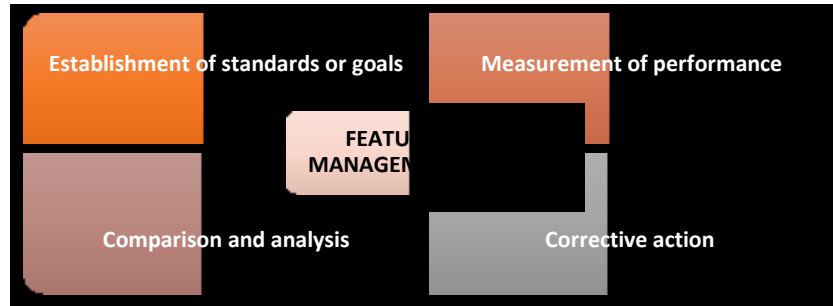 Establishment of standards or goals
Measurement of performance
FEATU
MANAGEM
Comparison and analysis
Corrective action